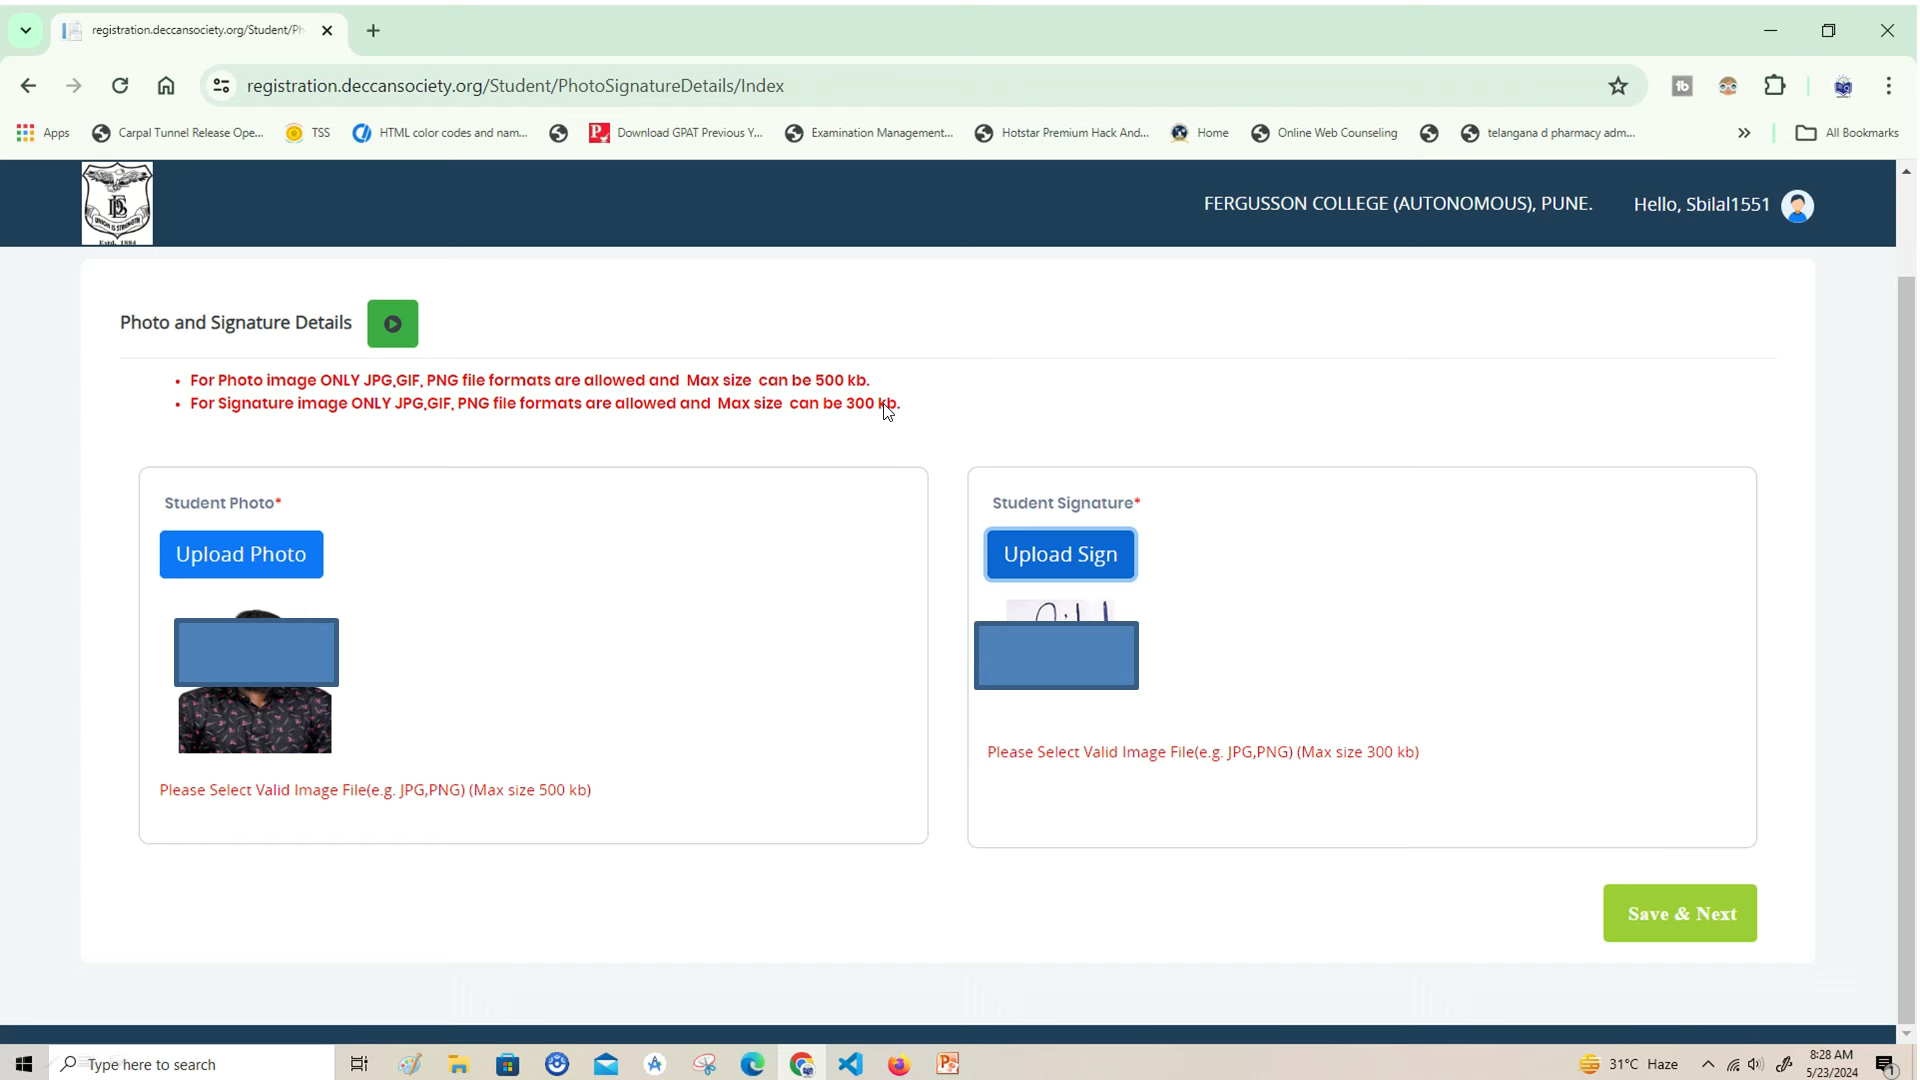 registration.deccansociety.org/Student/Ph
registration.deccansociety.org/Student/PhotoSignatureDetails/Index
Apps
Carpal Tunnel Release Ope...
TSS
HTML color codes and nam...
Download GPAT Previous Y...
Examination Management...
Hotstar Premium Hack And...
Home
Online Web Counseling
telangana d pharmacy adm...
All Bookmarks
FERGUSSON COLLEGE (AUTONOMOUS), PUNE.
Hello, Sbilal1551
Photo and Signature Details
• For Photo image ONLY JPG,GIF, PNG file formats are allowed and Max size can be 500 kb.
• For Signature image ONLY JPG,GIF, PNG file formats are allowed and Max size can be 300 kb.
Student Photo*
Upload Photo
Please Select Valid Image File(e.g. JPG,PNG) (Max size 500 kb)
Student Signature*
Upload Sign
Please Select Valid Image File(e.g. JPG,PNG) (Max size 300 kb)
Save & Next
Type here to search
31°C Haze
8:28 AM
5/23/2024